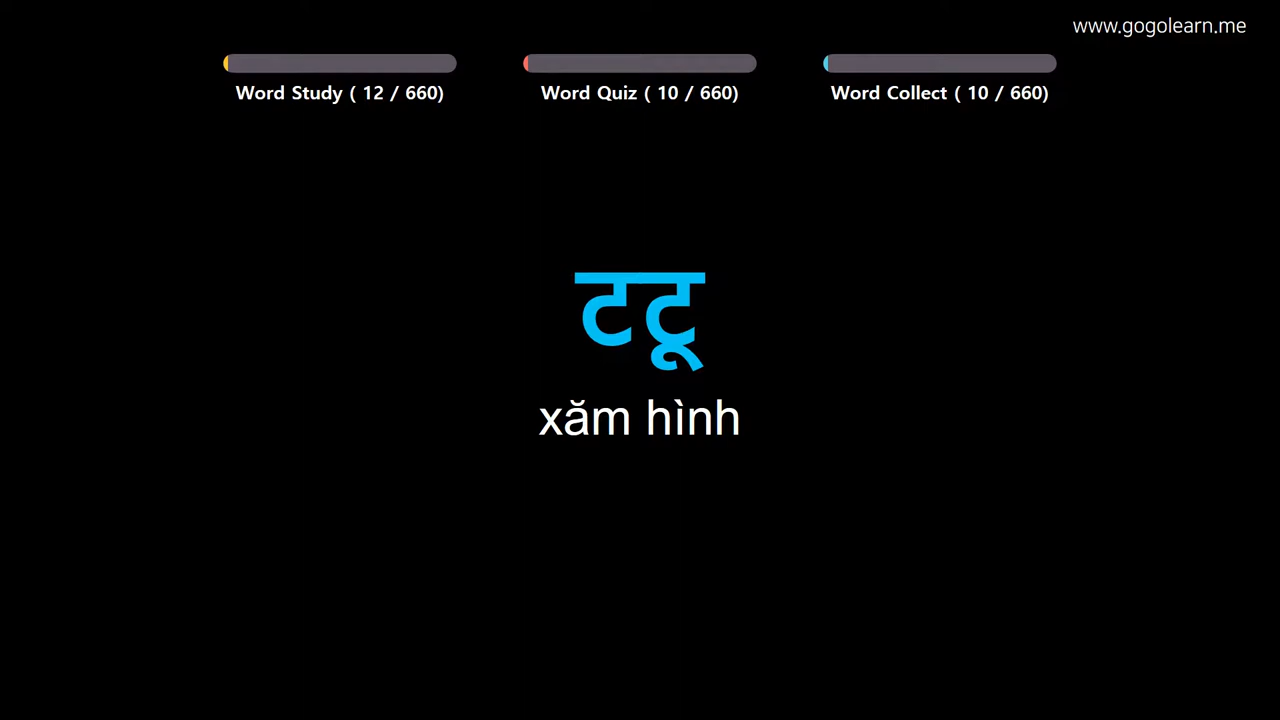 www.gogolearn.me
Word Study ( 12 / 660)
Word Quiz ( 10 / 660)
Word Collect ( 10 / 660)
टटू
xăm hình